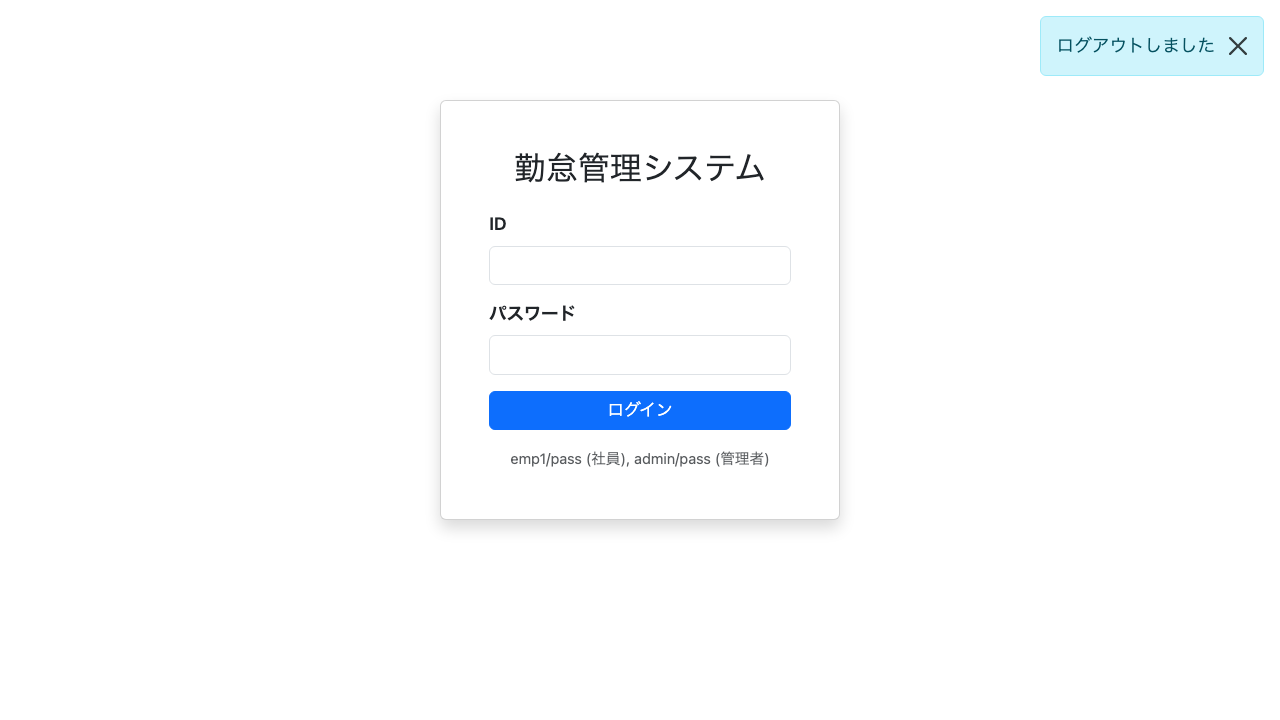 ログアウトしました
勤怠管理システム
ID
パスワード
ログイン
emp1/pass (社員), admin/pass (管理者)